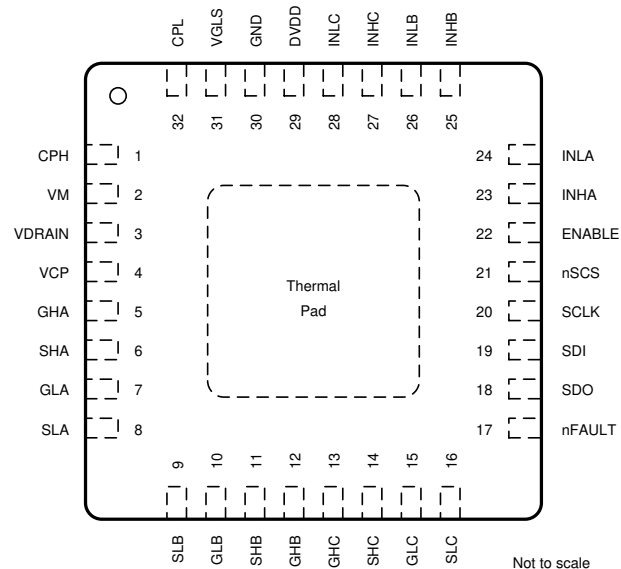 CPL VGLS GND DVDD INLC INHC INLB INHB
32 31 30 29 28 27 26 25
CPH 1 24 INLA
VM 2 23 INHA
VDRAIN 3 22 ENABLE
VCP 4 21 nSCS
GHA 5 20 SCLK
SHA 6 19 SDI
GLA 7 18 SDO
SLA 8 17 nFAULT
Thermal
Pad
9 10 11 12 13 14 15 16
SLB GLB SHB GHB GHC SHC GLC SLC
Not to scale